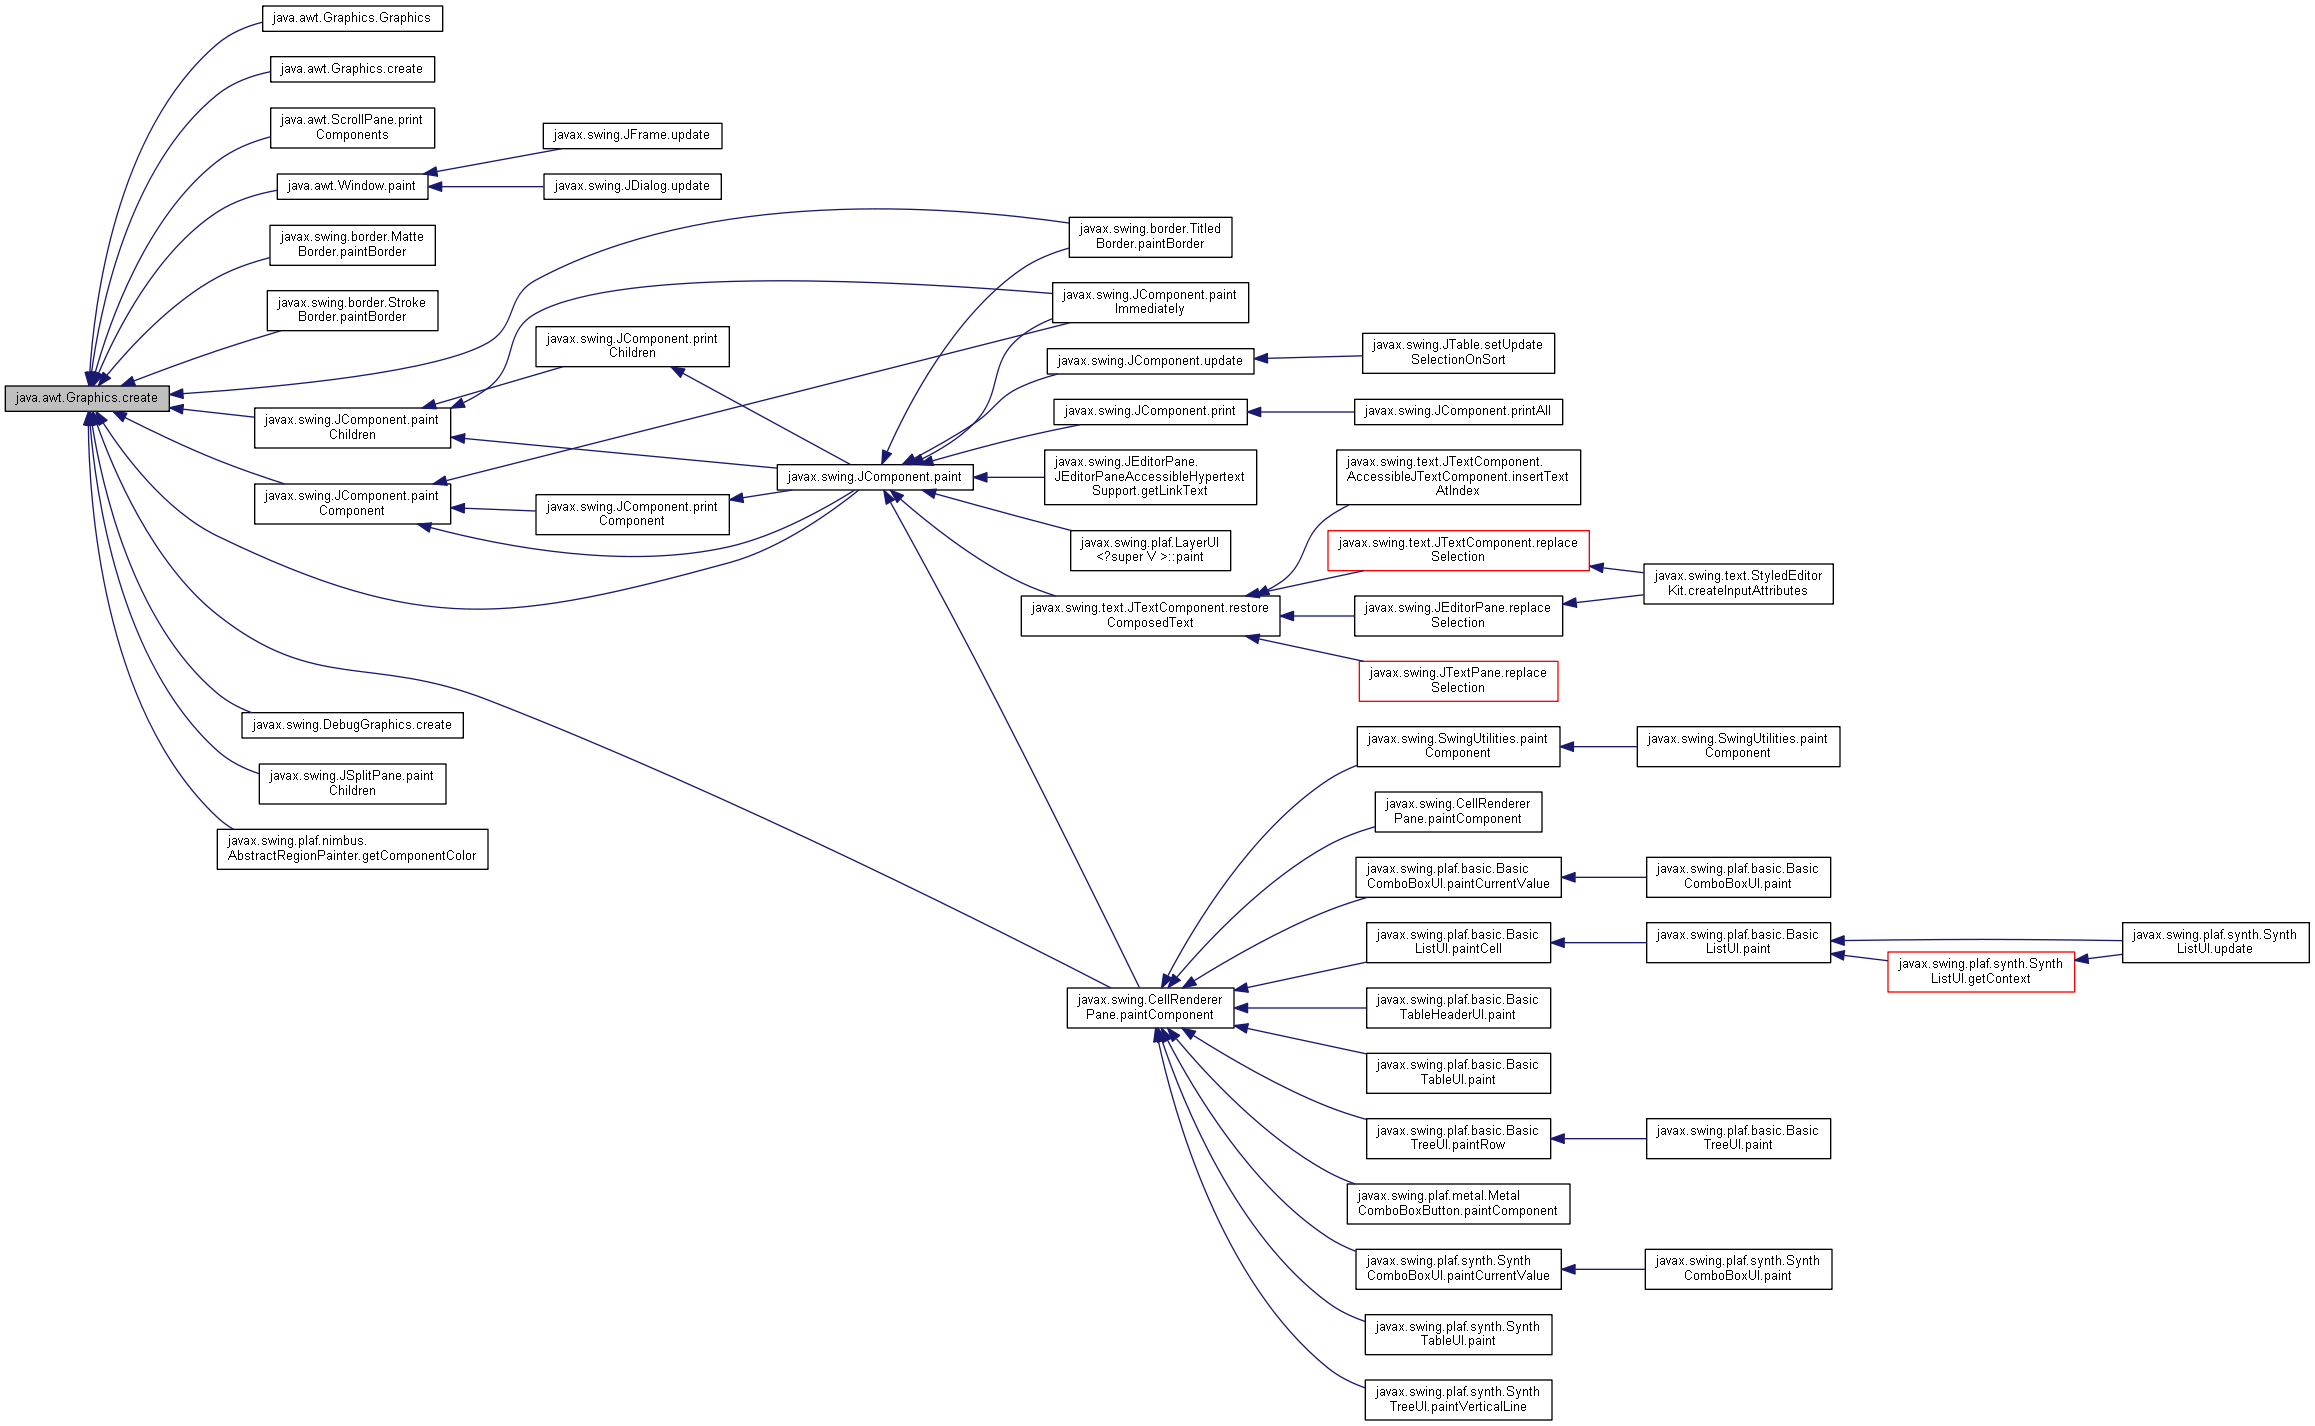 java.awt.Graphics.Graphics
java.awt.Graphics.create
java.awt.ScrollPane.print
Components
java.awt.Window.paint
javax.swing.JFrame.update
javax.swing.JDialog.update
javax.swing.border.Matte
Border.paintBorder
javax.swing.border.Stroke
Border.paintBorder
java.awt.Graphics.create
javax.swing.JComponent.paint
Children
javax.swing.JComponent.print
Children
javax.swing.JComponent.paint
Component
javax.swing.JComponent.print
Component
javax.swing.JComponent.paint
javax.swing.DebugGraphics.create
javax.swing.JSplitPane.paint
Children
javax.swing.plaf.nimbus.
AbstractRegionPainter.getComponentColor
javax.swing.border.Titled
Border.paintBorder
javax.swing.JComponent.paint
Immediately
javax.swing.JComponent.update
javax.swing.JTable.setUpdate
SelectionOnSort
javax.swing.JComponent.print
javax.swing.JComponent.printAll
javax.swing.JEditorPane.
JEditorPaneAccessibleHypertext
Support.getLinkText
javax.swing.plaf.LayerUI
<?super V >::paint
javax.swing.text.JTextComponent.restore
ComposedText
javax.swing.text.JTextComponent.
AccessibleJTextComponent.insertText
AtIndex
javax.swing.text.JTextComponent.replace
Selection
javax.swing.JEditorPane.replace
Selection
javax.swing.text.StyledEditor
Kit.createInputAttributes
javax.swing.JTextPane.replace
Selection
javax.swing.CellRenderer
Pane.paintComponent
javax.swing.SwingUtilities.paint
Component
javax.swing.SwingUtilities.paint
Component
javax.swing.CellRenderer
Pane.paintComponent
javax.swing.plaf.basic.Basic
ComboBoxUI.paintCurrentValue
javax.swing.plaf.basic.Basic
ComboBoxUI.paint
javax.swing.plaf.basic.Basic
ListUI.paintCell
javax.swing.plaf.basic.Basic
ListUI.paint
javax.swing.plaf.synth.Synth
ListUI.getContext
javax.swing.plaf.synth.Synth
ListUI.update
javax.swing.plaf.basic.Basic
TableHeaderUI.paint
javax.swing.plaf.basic.Basic
TableUI.paint
javax.swing.plaf.basic.Basic
TreeUI.paintRow
javax.swing.plaf.basic.Basic
TreeUI.paint
javax.swing.plaf.metal.Metal
ComboBoxButton.paintComponent
javax.swing.plaf.synth.Synth
ComboBoxUI.paintCurrentValue
javax.swing.plaf.synth.Synth
ComboBoxUI.paint
javax.swing.plaf.synth.Synth
TableUI.paint
javax.swing.plaf.synth.Synth
TreeUI.paintVerticalLine